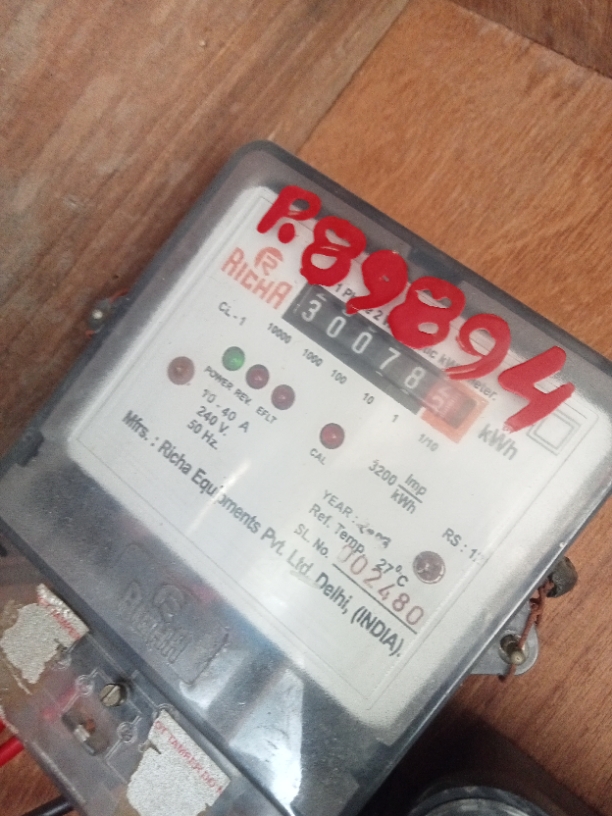 P.89894
RICHA
CL - 1
30078
10000 1000 100 10 1 1/10
kWh
POWER REV. EFLT
CAL
10 - 40 A
240 V.
50 Hz.
3200 Imp
kWh
YEAR :
Ref. Temp. 27°C
SL. No. 002480
RS :
Mfrs. : Richa Equipments Pvt. Ltd. Delhi, (INDIA).
RICHA